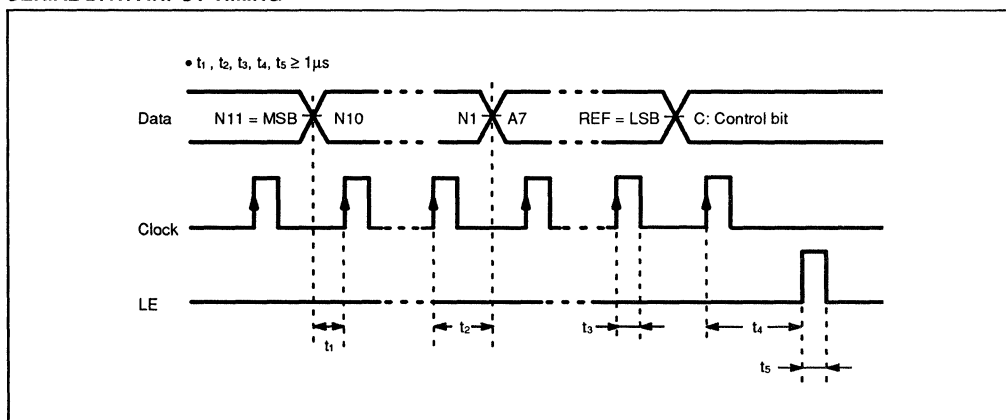 • t₁ , t₂, t₃, t₄, t₅ ≥ 1µs
Data N11 = MSB N10 N1 A7 REF = LSB C: Control bit
Clock
LE
t₁ t₂ t₃ t₄
t₅